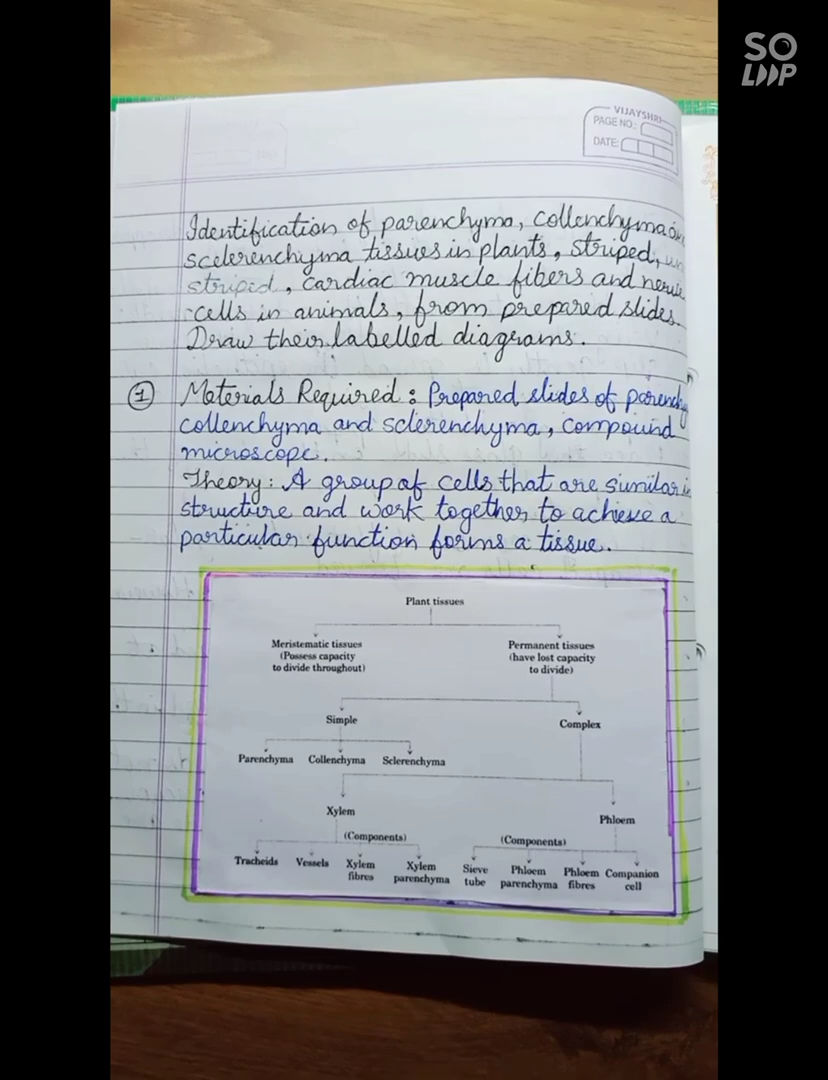 SO
LOOP
VIJAYSHRI
PAGE NO.:
DATE:
Identification of parenchyma, collenchyma
scelerenchyma tissues in plants, striped, un
striped, cardiac muscle fibers and nerve
cells in animals, from prepared slides.
Draw their labelled diagrams.
1 Materials Required : Prepared slides of parenchy
collenchyma and sclerenchyma, compound
microscope.
Theory: A group of cells that are similar in
structure and work together to achieve a
particular function forms a tissue.
Plant tissues
Meristematic tissues
(Possess capacity
to divide throughout)
Permanent tissues
(have lost capacity
to divide)
Simple
Complex
Parenchyma Collenchyma Sclerenchyma
Xylem
Phloem
(Components)
(Components)
Tracheids Vessels Xylem fibres Xylem parenchyma Sieve tube Phloem parenchyma Phloem fibres Companion cell